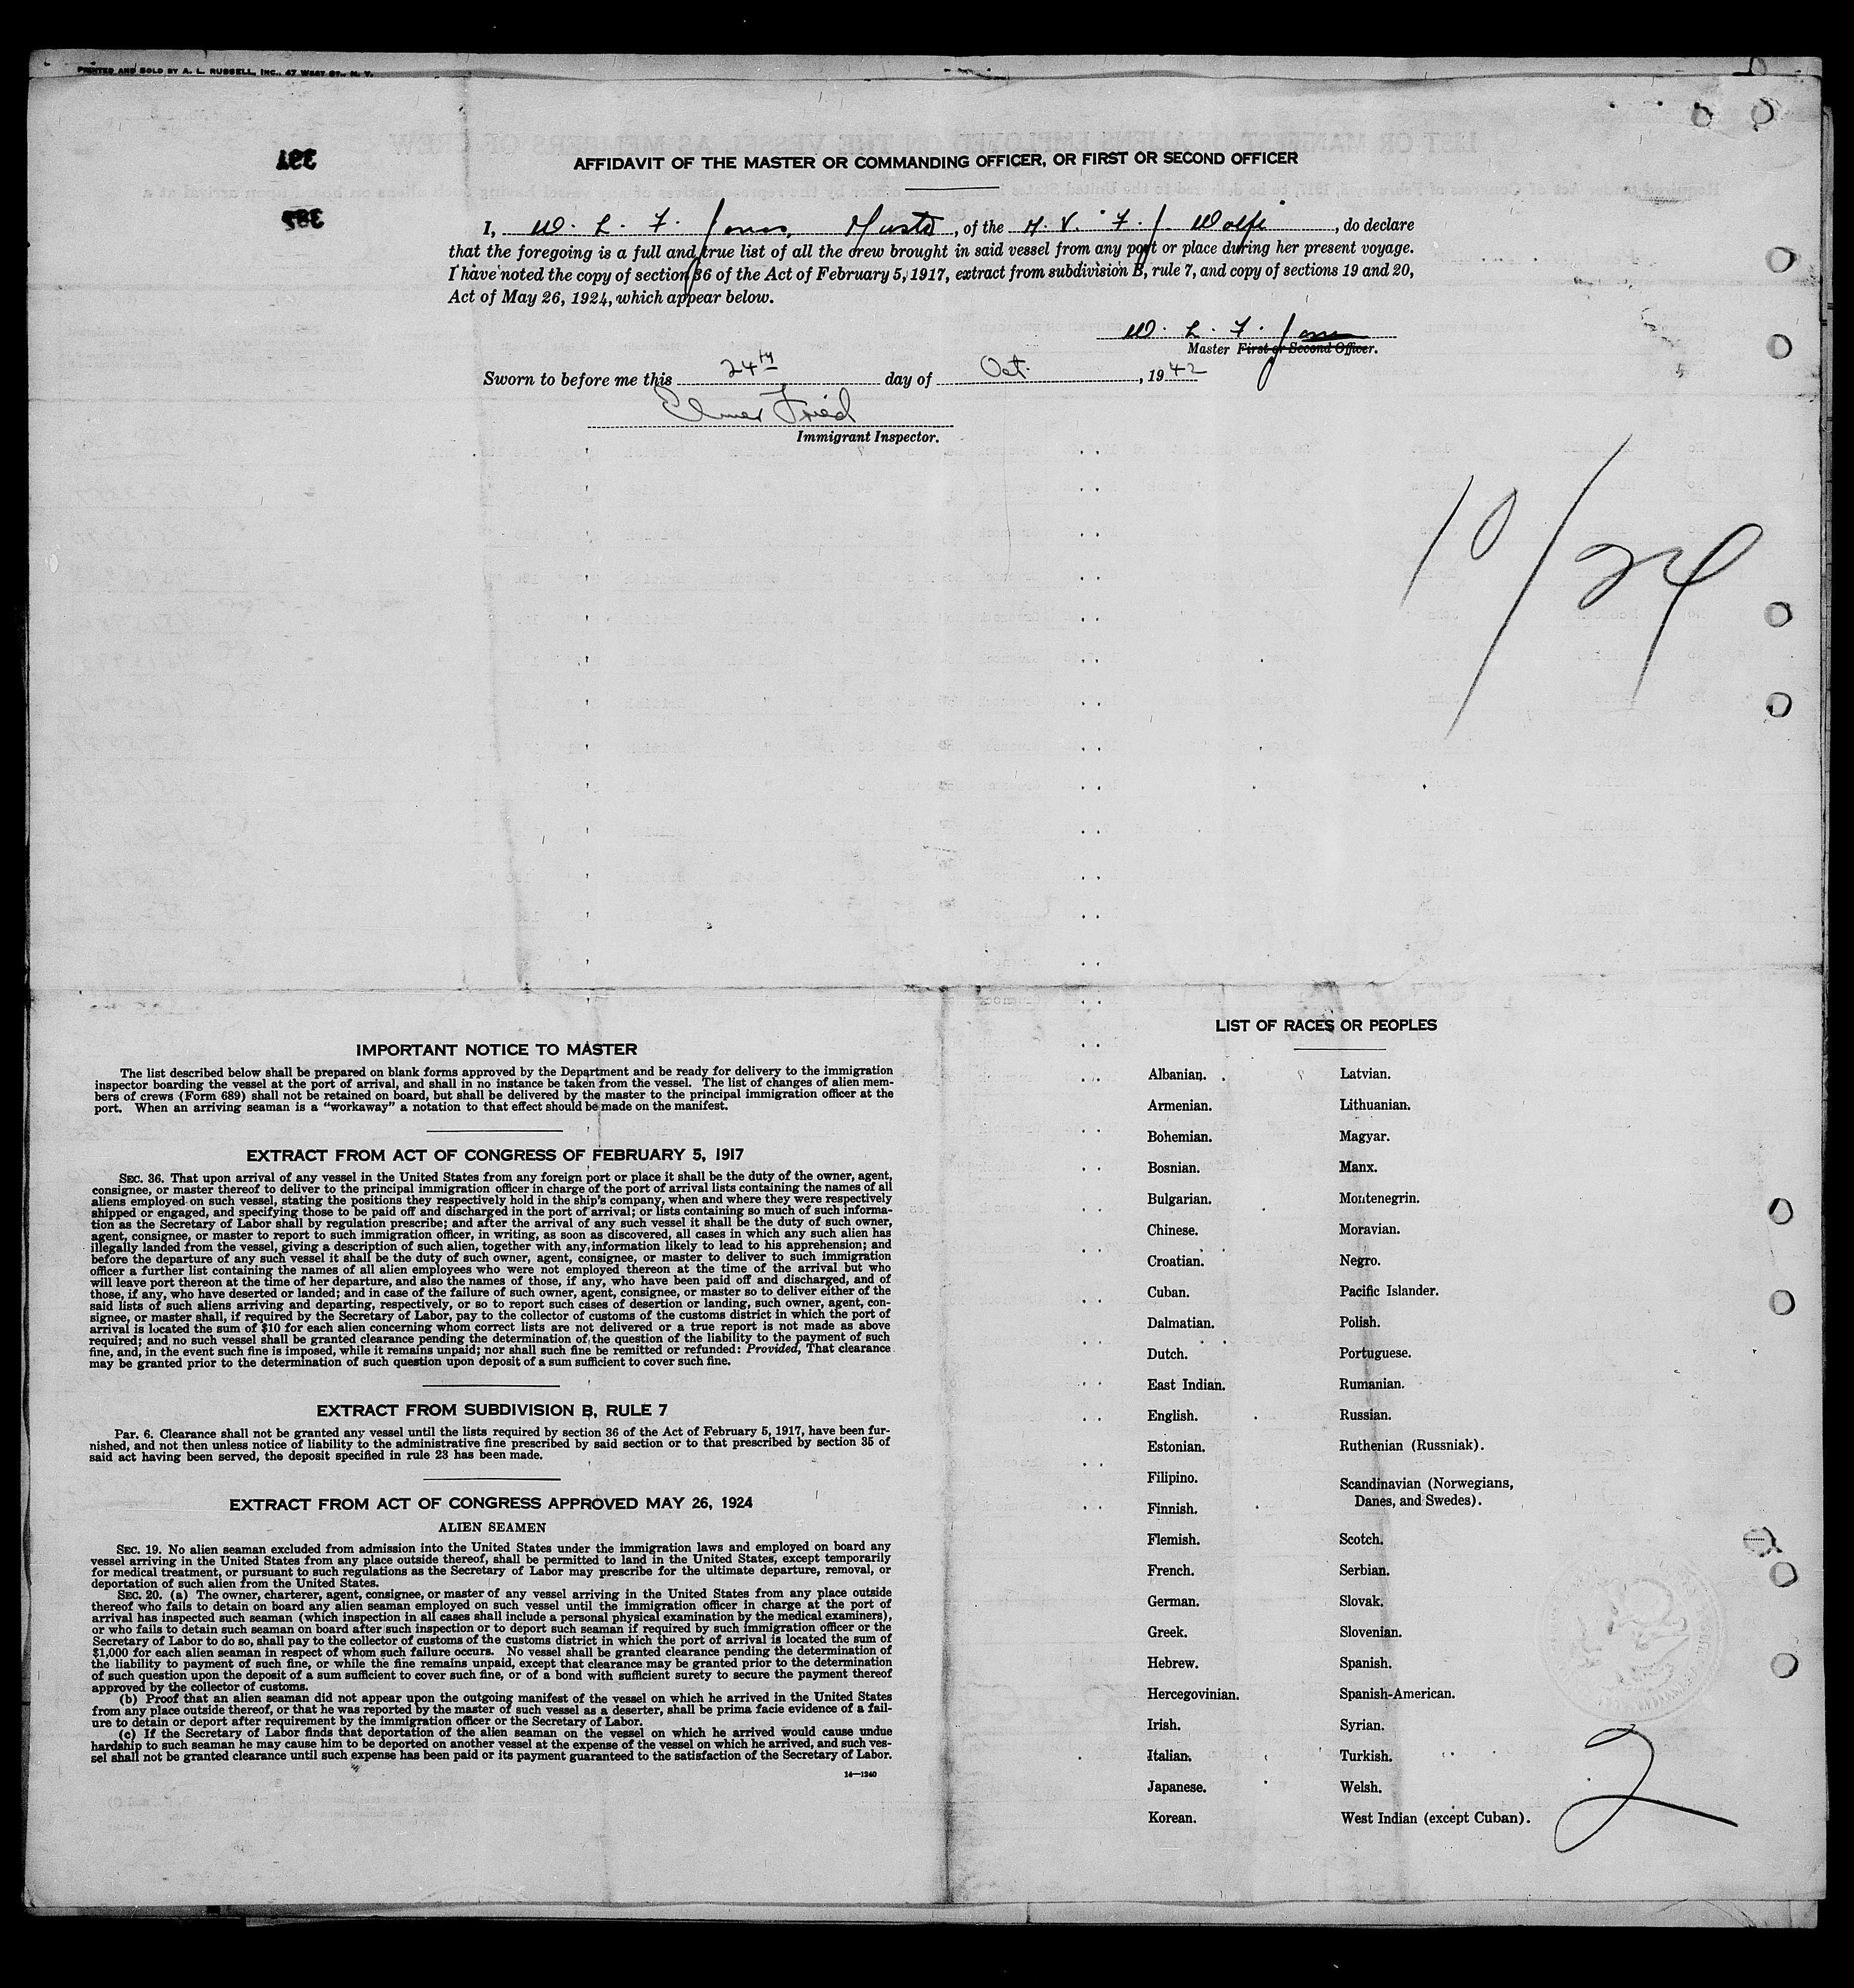 PRINTED AND SOLD BY A. L. RUSSELL, INC., 47 WEST ST., N. Y.
AFFIDAVIT OF THE MASTER OR COMMANDING OFFICER, OR FIRST OR SECOND OFFICER
I, W. L. F. Jones, Master, of the M. V. "F. J Wolfe", do declare
that the foregoing is a full and true list of all the crew brought in said vessel from any port or place during her present voyage.
I have noted the copy of section 36 of the Act of February 5, 1917, extract from subdivision B, rule 7, and copy of sections 19 and 20,
Act of May 26, 1924, which appear below.
W. L. F. Jones
Master First or Second Officer.
Sworn to before me this 24th day of Oct., 1942
Elmer Fried
Immigrant Inspector.
10/24
IMPORTANT NOTICE TO MASTER
The list described below shall be prepared on blank forms approved by the Department and be ready for delivery to the immigration
inspector boarding the vessel at the port of arrival, and shall in no instance be taken from the vessel. The list of changes of alien mem-
bers of crews (Form 689) shall not be retained on board, but shall be delivered by the master to the principal immigration officer at the
port. When an arriving seaman is a "workaway" a notation to that effect should be made on the manifest.
EXTRACT FROM ACT OF CONGRESS OF FEBRUARY 5, 1917
SEC. 36. That upon arrival of any vessel in the United States from any foreign port or place it shall be the duty of the owner, agent,
consignee, or master thereof to deliver to the principal immigration officer in charge of the port of arrival lists containing the names of all
aliens employed on such vessel, stating the positions they respectively hold in the ship's company, when and where they were respectively
shipped or engaged, and specifying those to be paid off and discharged in the port of arrival; or lists containing so much of such informa-
tion as the Secretary of Labor shall by regulation prescribe; and after the arrival of any such vessel it shall be the duty of such owner,
agent, consignee, or master to report to such immigration officer, in writing, as soon as discovered, all cases in which any such alien has
illegally landed from the vessel, giving a description of such alien, together with any information likely to lead to his apprehension; and
before the departure of any such vessel it shall be the duty of such owner, agent, consignee, or master to deliver to such immigration
officer a further list containing the names of all alien employees who were not employed thereon at the time of the arrival but who
will leave port thereon at the time of her departure, and also the names of those, if any, who have been paid off and discharged, and of
those, if any, who have deserted or landed; and in case of the failure of such owner, agent, consignee, or master so to deliver either of the
said lists of such aliens arriving and departing, respectively, or so to report such cases of desertion or landing, such owner, agent, con-
signee, or master shall, if required by the Secretary of Labor, pay to the collector of customs of the customs district in which the port of
arrival is located the sum of $10 for each alien concerning whom correct lists are not delivered or a true report is not made as above
required; and no such vessel shall be granted clearance pending the determination of the question of the liability to the payment of such
fine, and, in the event such fine is imposed, while it remains unpaid; nor shall such fine be remitted or refunded: Provided, That clearance
may be granted prior to the determination of such question upon deposit of a sum sufficient to cover such fine.
EXTRACT FROM SUBDIVISION B, RULE 7
Par. 6. Clearance shall not be granted any vessel until the lists required by section 36 of the Act of February 5, 1917, have been fur-
nished, and not then unless notice of liability to the administrative fine prescribed by said section or to that prescribed by section 35 of
said act having been served, the deposit specified in rule 23 has been made.
EXTRACT FROM ACT OF CONGRESS APPROVED MAY 26, 1924
ALIEN SEAMEN
SEC. 19. No alien seaman excluded from admission into the United States under the immigration laws and employed on board any
vessel arriving in the United States from any place outside thereof, shall be permitted to land in the United States, except temporarily
for medical treatment, or pursuant to such regulations as the Secretary of Labor may prescribe for the ultimate departure, removal, or
deportation of such alien from the United States.
SEC. 20. (a) The owner, charterer, agent, consignee, or master of any vessel arriving in the United States from any place outside
thereof who fails to detain on board any alien seaman employed on such vessel until the immigration officer in charge at the port of
arrival has inspected such seaman (which inspection in all cases shall include a personal physical examination by the medical examiners),
or who fails to detain such seaman on board after such inspection or to deport such seaman if required by such immigration officer or the
Secretary of Labor to do so, shall pay to the collector of customs of the customs district in which the port of arrival is located the sum of
$1,000 for each alien seaman in respect of whom such failure occurs. No vessel shall be granted clearance pending the determination of
the liability to payment of such fine, or while the fine remains unpaid, except that clearance may be granted prior to the determination
of such question upon the deposit of a sum sufficient to cover such fine, or of a bond with sufficient surety to secure the payment thereof
approved by the collector of customs.
(b) Proof that an alien seaman did not appear upon the outgoing manifest of the vessel on which he arrived in the United States
from any place outside thereof, or that he was reported by the master of such vessel as a deserter, shall be prima facie evidence of a fail-
ure to detain or deport after requirement by the immigration officer or the Secretary of Labor.
(c) If the Secretary of Labor finds that deportation of the alien seaman on the vessel on which he arrived would cause undue
hardship to such seaman he may cause him to be deported on another vessel at the expense of the vessel on which he arrived, and such ves-
sel shall not be granted clearance until such expense has been paid or its payment guaranteed to the satisfaction of the Secretary of Labor.
14—1240
LIST OF RACES OR PEOPLES
Albanian.
Armenian.
Bohemian.
Bosnian.
Bulgarian.
Chinese.
Croatian.
Cuban.
Dalmatian.
Dutch.
East Indian.
English.
Estonian.
Filipino.
Finnish.
Flemish.
French.
German.
Greek.
Hebrew.
Hercegovinian.
Irish.
Italian.
Japanese.
Korean.
Latvian.
Lithuanian.
Magyar.
Manx.
Montenegrin.
Moravian.
Negro.
Pacific Islander.
Polish.
Portuguese.
Rumanian.
Russian.
Ruthenian (Russniak).
Scandinavian (Norwegians,
Danes, and Swedes).
Scotch.
Serbian.
Slovak.
Slovenian.
Spanish.
Spanish-American.
Syrian.
Turkish.
Welsh.
West Indian (except Cuban).
2